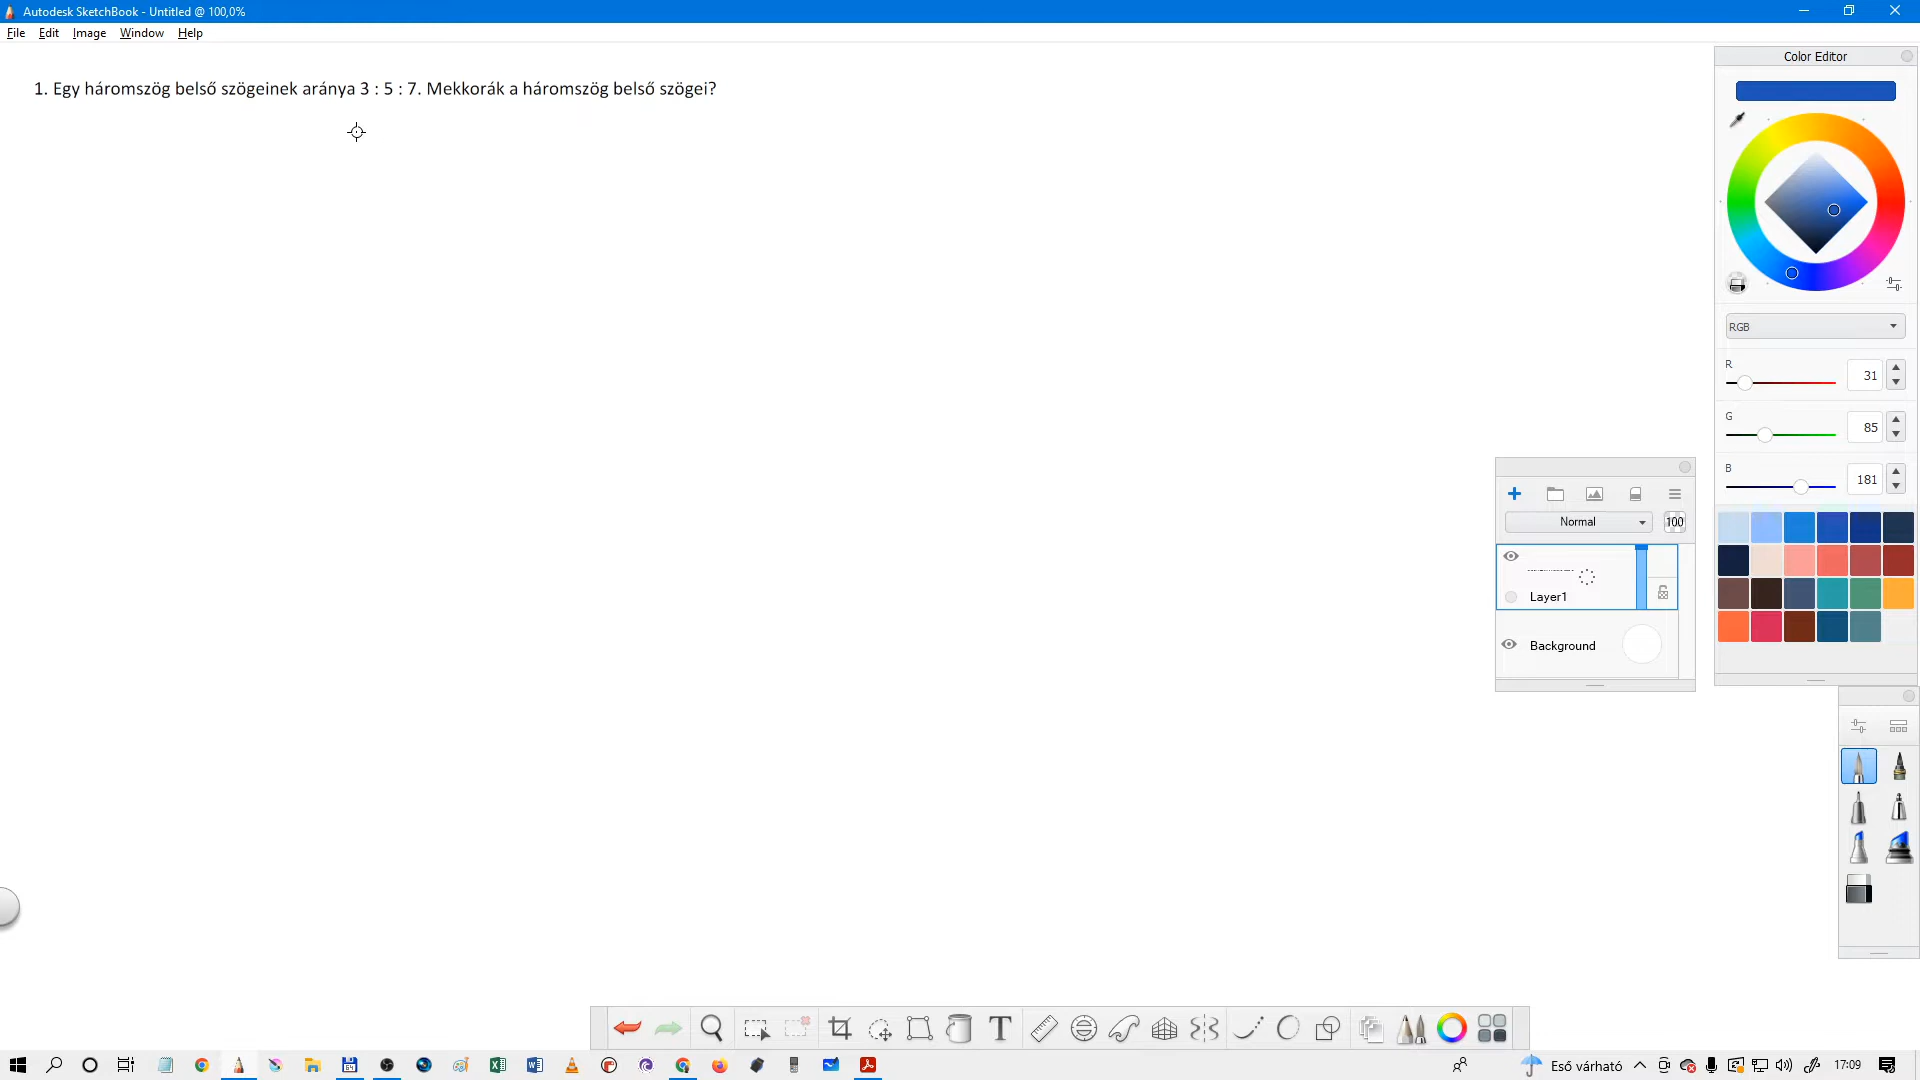 Autodesk SketchBook - Untitled @ 100,0%
File Edit Image Window Help
Color Editor
1. Egy háromszög belső szögeinek aránya 3 : 5 : 7. Mekkorák a háromszög belső szögei?
RGB
R
31
G
85
B
181
Normal
100
Layer1
Background
T
64
Eső várható
17:09